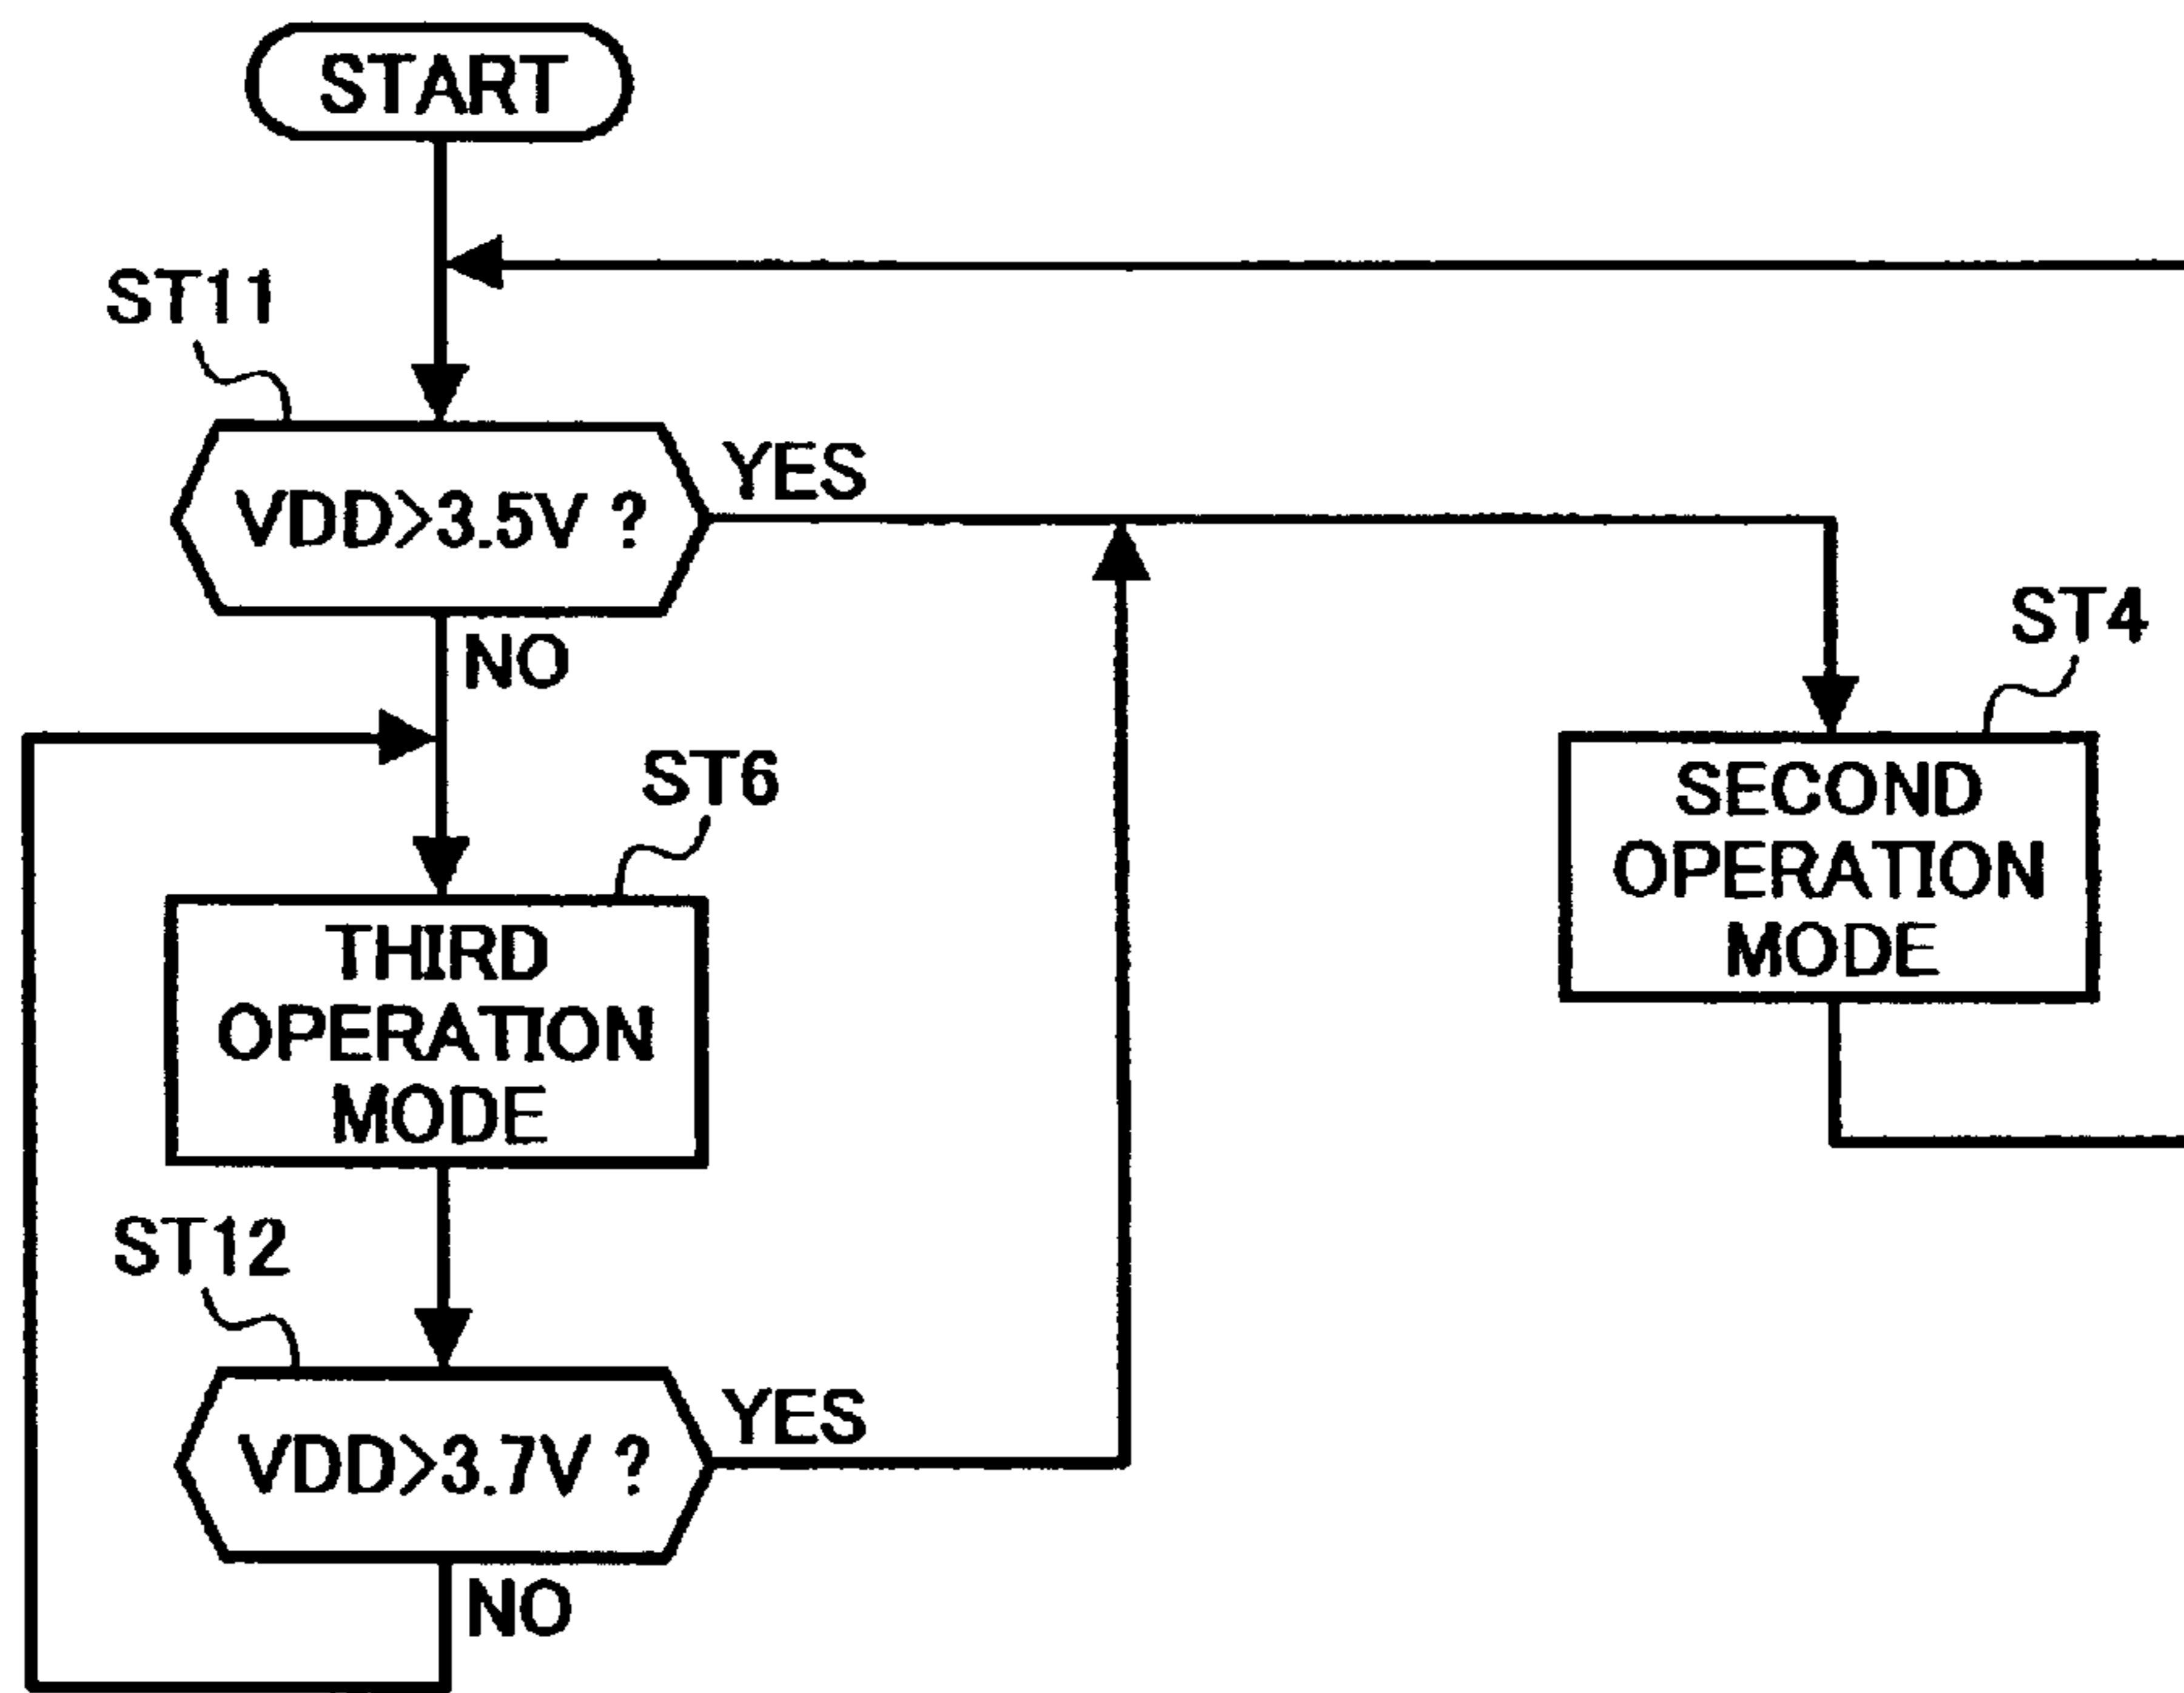 START
ST11
VDD>3.5V ?
YES
NO
ST4
SECOND
OPERATION
MODE
ST6
THIRD
OPERATION
MODE
ST12
VDD>3.7V ?
YES
NO